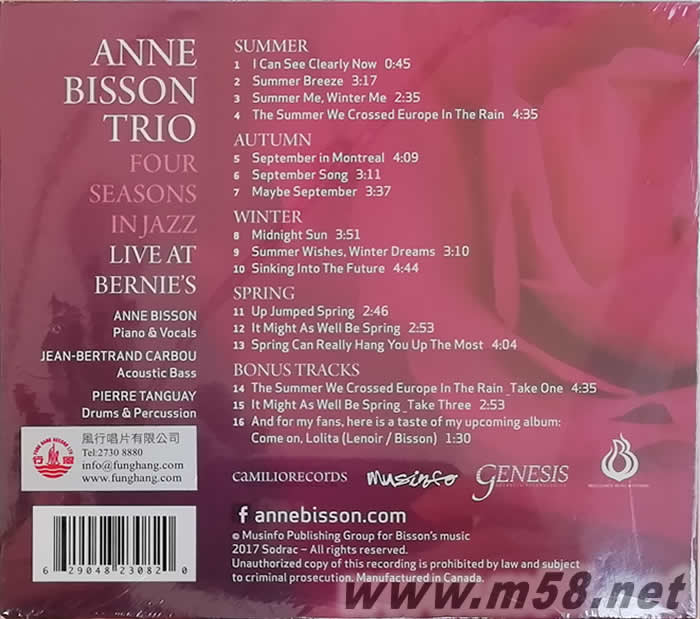 ANNE
BISSON
TRIO
FOUR
SEASONS
IN JAZZ
LIVE AT
BERNIE'S
ANNE BISSON
Piano & Vocals
JEAN-BERTRAND CARBOU
Acoustic Bass
PIERRE TANGUAY
Drums & Percussion
風行唱片有限公司
Tel:2730 8880
info@funghang.com
www.funghang.com
6 29048 23082 0
SUMMER
1 I Can See Clearly Now 0:45
2 Summer Breeze 3:17
3 Summer Me, Winter Me 2:35
4 The Summer We Crossed Europe In The Rain 4:35
AUTUMN
5 September in Montreal 4:09
6 September Song 3:11
7 Maybe September 3:37
WINTER
8 Midnight Sun 3:51
9 Summer Wishes, Winter Dreams 3:10
10 Sinking Into The Future 4:44
SPRING
11 Up Jumped Spring 2:46
12 It Might As Well Be Spring 2:53
13 Spring Can Really Hang You Up The Most 4:04
BONUS TRACKS
14 The Summer We Crossed Europe In The Rain _Take One 4:35
15 It Might As Well Be Spring _Take Three 2:53
16 And for my fans, here is a taste of my upcoming album:
Come on, Lolita (Lenoir / Bisson) 1:30
CAMILIORECORDS
musinfo
GENESIS
f annebisson.com
© Musinfo Publishing Group for Bisson's music
2017 Sodrac – All rights reserved.
Unauthorized copy of this recording is prohibited by law and subject
to criminal prosecution. Manufactured in Canada.
www.m58.net